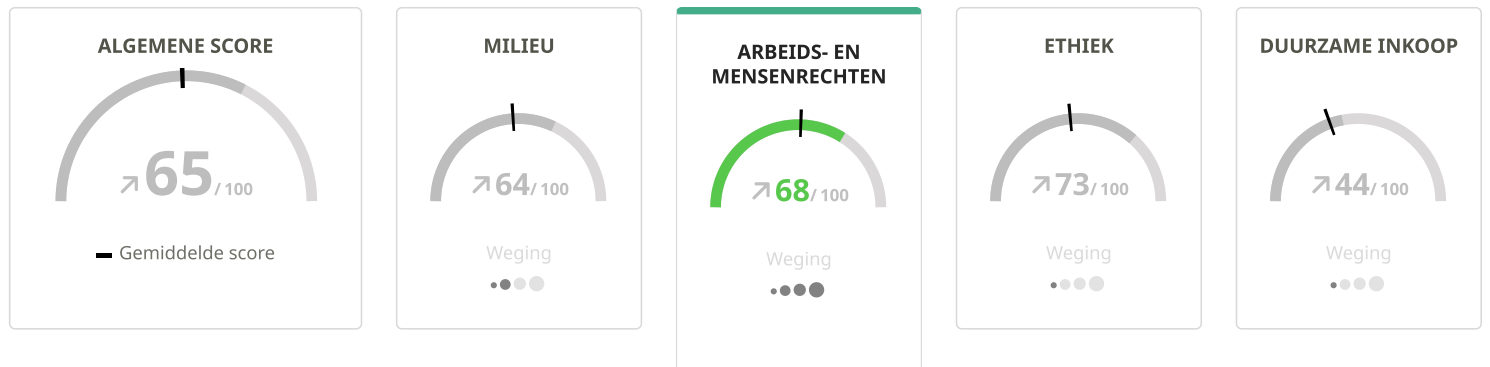 ALGEMENE SCORE
65 / 100
Gemiddelde score
MILIEU
64 / 100
Weging
ARBEIDS- EN
MENSENRECHTEN
68 / 100
Weging
ETHIEK
73 / 100
Weging
DUURZAME INKOOP
44 / 100
Weging